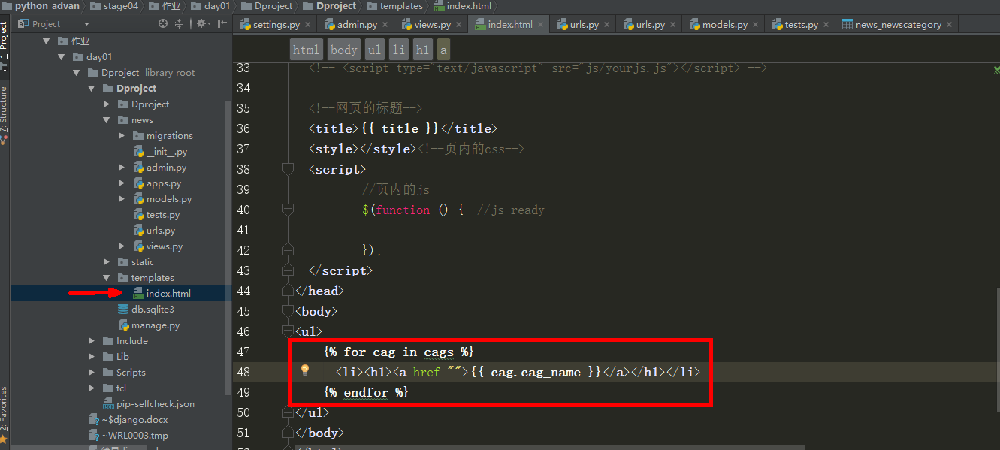 python_advan stage04 作业 day01 Dproject Dproject templates index.html
Project
settings.py admin.py views.py index.html urls.py urls.py models.py tests.py news_newscategory
1: Project
7: Structure
2: Favorites
作业
day01
Dproject library root
Dproject
Dproject
news
migrations
__init__.py
admin.py
apps.py
models.py
tests.py
urls.py
views.py
static
templates
index.html
db.sqlite3
manage.py
Include
Lib
Scripts
tcl
pip-selfcheck.json
~$django.docx
~WRL0003.tmp
html body ul li h1 a
33 <!-- <script type="text/javascript" src="js/yourjs.js"></script> -->
34
35 <!--网页的标题-->
36 <title>{{ title }}</title>
37 <style></style><!--页内的css-->
38 <script>
39 //页内的js
40 $(function () { //js ready
41
42 });
43 </script>
44 </head>
45 <body>
46 <ul>
47 {% for cag in cags %}
48 <li><h1><a href="">{{ cag.cag_name }}</a></h1></li>
49 {% endfor %}
50 </ul>
51 </body>